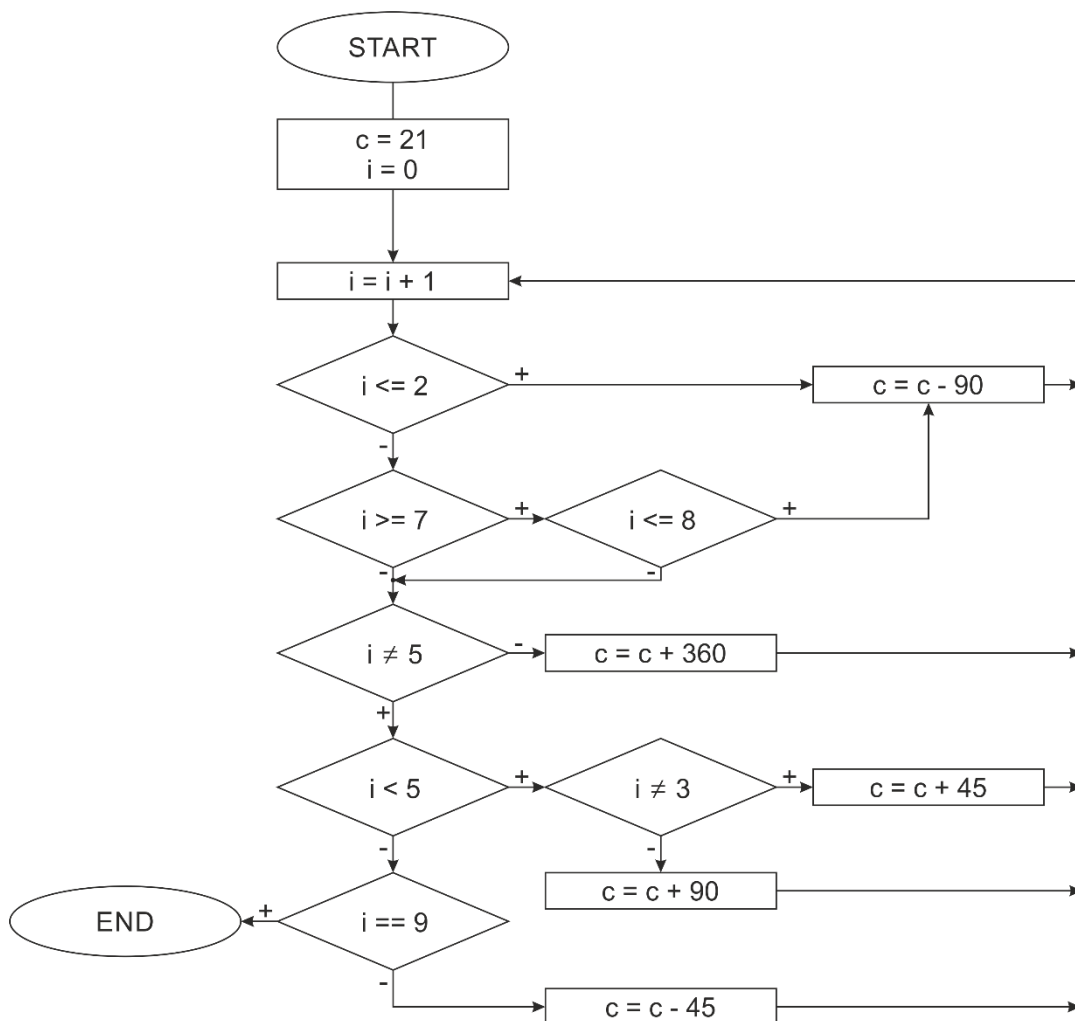 START
c = 21
i = 0
i = i + 1
i <= 2
+
c = c - 90
-
i >= 7
+
i <= 8
+
-
-
i ≠ 5
-
c = c + 360
+
i < 5
+
i ≠ 3
+
c = c + 45
-
-
c = c + 90
END
+
i == 9
-
c = c - 45